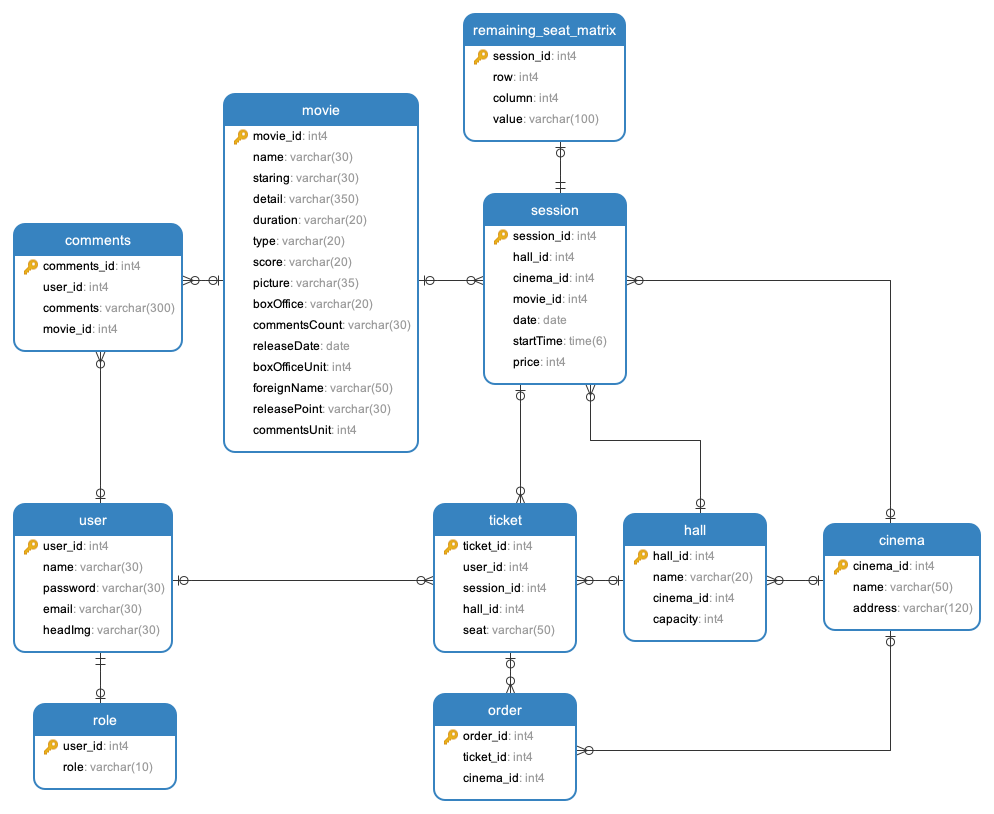 remaining_seat_matrix
session_id: int4
row: int4
column: int4
value: varchar(100)
movie
movie_id: int4
name: varchar(30)
staring: varchar(30)
detail: varchar(350)
duration: varchar(20)
type: varchar(20)
score: varchar(20)
picture: varchar(35)
boxOffice: varchar(20)
commentsCount: varchar(30)
releaseDate: date
boxOfficeUnit: int4
foreignName: varchar(50)
releasePoint: varchar(30)
commentsUnit: int4
session
session_id: int4
hall_id: int4
cinema_id: int4
movie_id: int4
date: date
startTime: time(6)
price: int4
comments
comments_id: int4
user_id: int4
comments: varchar(300)
movie_id: int4
user
user_id: int4
name: varchar(30)
password: varchar(30)
email: varchar(30)
headImg: varchar(30)
ticket
ticket_id: int4
user_id: int4
session_id: int4
hall_id: int4
seat: varchar(50)
hall
hall_id: int4
name: varchar(20)
cinema_id: int4
capacity: int4
cinema
cinema_id: int4
name: varchar(50)
address: varchar(120)
role
user_id: int4
role: varchar(10)
order
order_id: int4
ticket_id: int4
cinema_id: int4